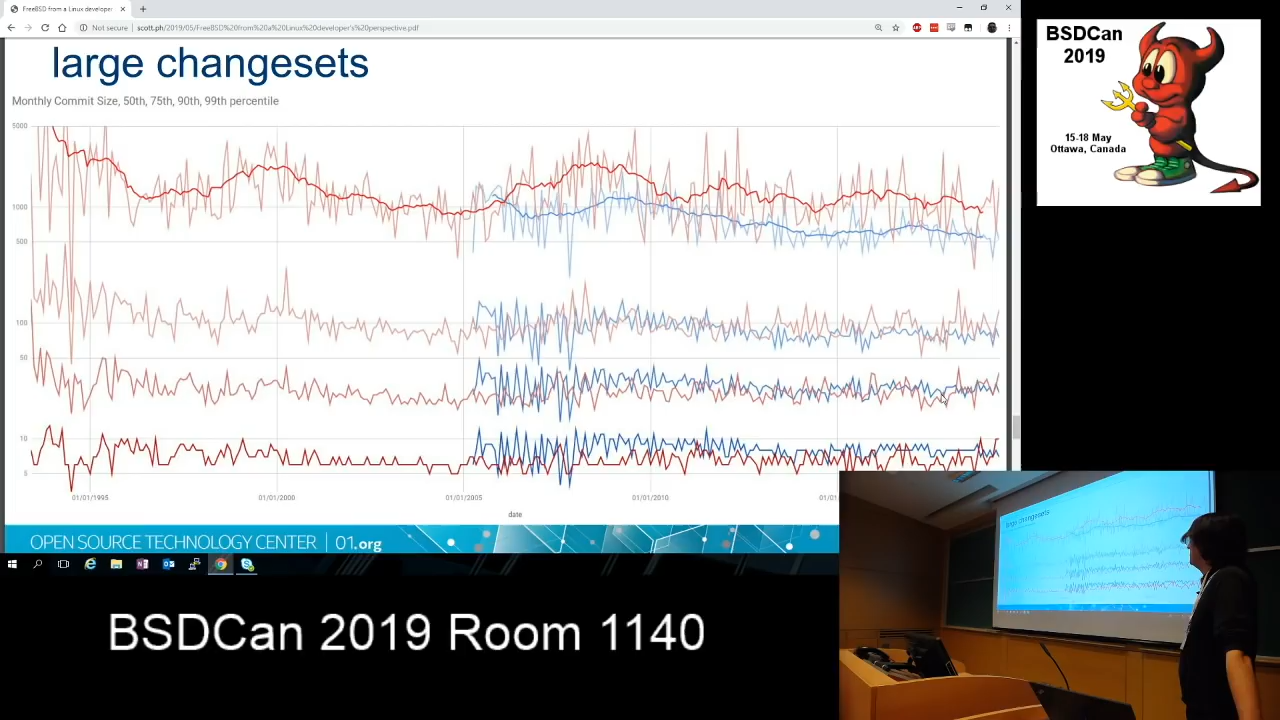 FreeBSD from a Linux developer
Not secure
scott.ph/2019/05/FreeBSD%20from%20a%20Linux%20developer's%20perspective.pdf
large changesets
Monthly Commit Size, 50th, 75th, 90th, 99th percentile
5000
1000
500
100
50
10
5
01/01/1995
01/01/2000
01/01/2005
01/01/2010
date
OPEN SOURCE TECHNOLOGY CENTER | 01.org
BSDCan
2019
15-18 May
Ottawa, Canada
large changesets
BSDCan 2019 Room 1140